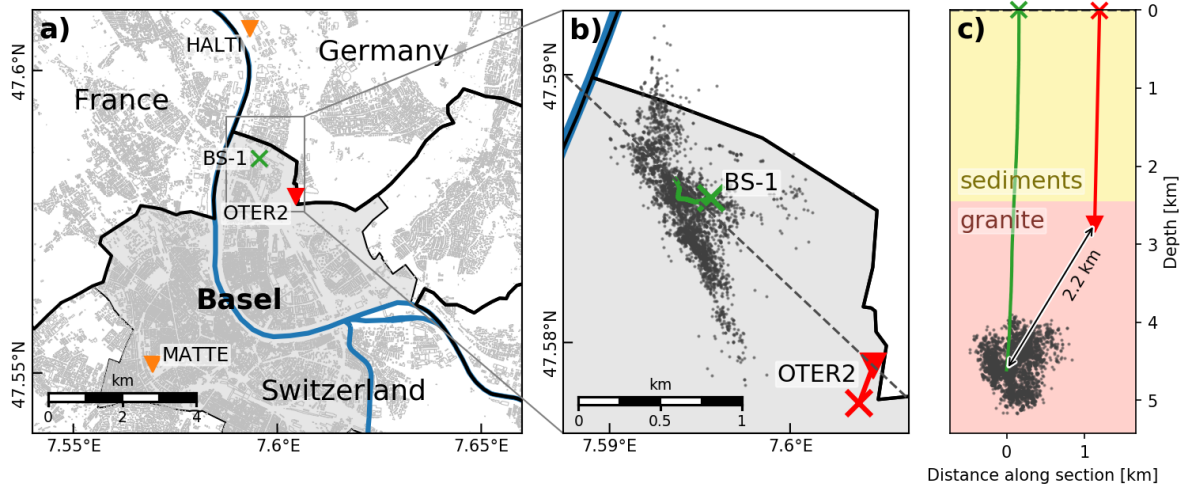 a)
HALTI
Germany
France
BS-1
OTER2
Basel
MATTE
Switzerland
km
0 2 4
47.6°N
47.55°N
7.55°E 7.6°E 7.65°E
b)
BS-1
OTER2
km
0 0.5 1
47.59°N
47.58°N
7.59°E 7.6°E
c)
sediments
granite
2.2 km
0
1
2
3
4
5
Depth [km]
0 1
Distance along section [km]